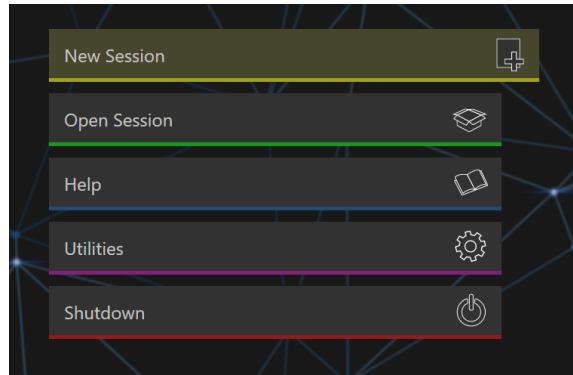 New Session
Open Session
Help
Utilities
Shutdown